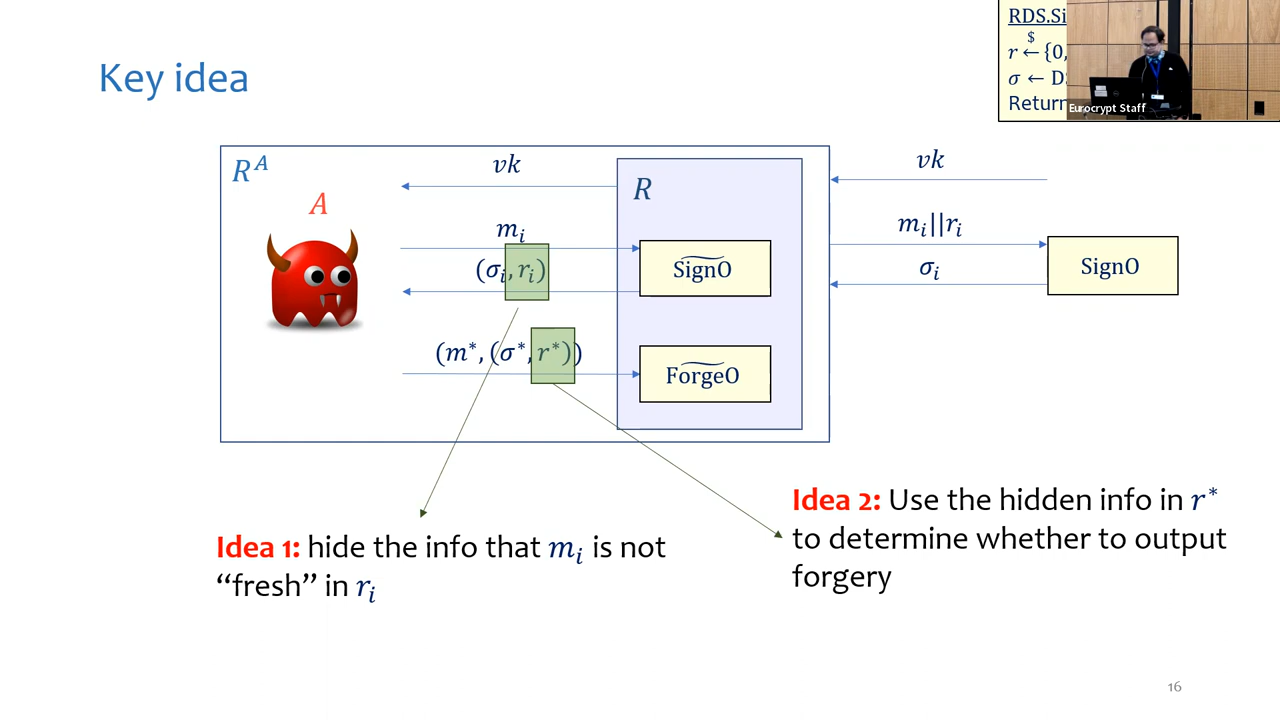 Key idea
RDS.Si
$
r ← {0,
σ ← D
Return
Eurocrypt Staff
R^A
A
vk
R
m_i
(σ_i, r_i)
SignO
(m*, (σ*, r*))
ForgeO
vk
m_i||r_i
σ_i
SignO
Idea 1: hide the info that m_i is not
“fresh” in r_i
Idea 2: Use the hidden info in r*
to determine whether to output
forgery
16